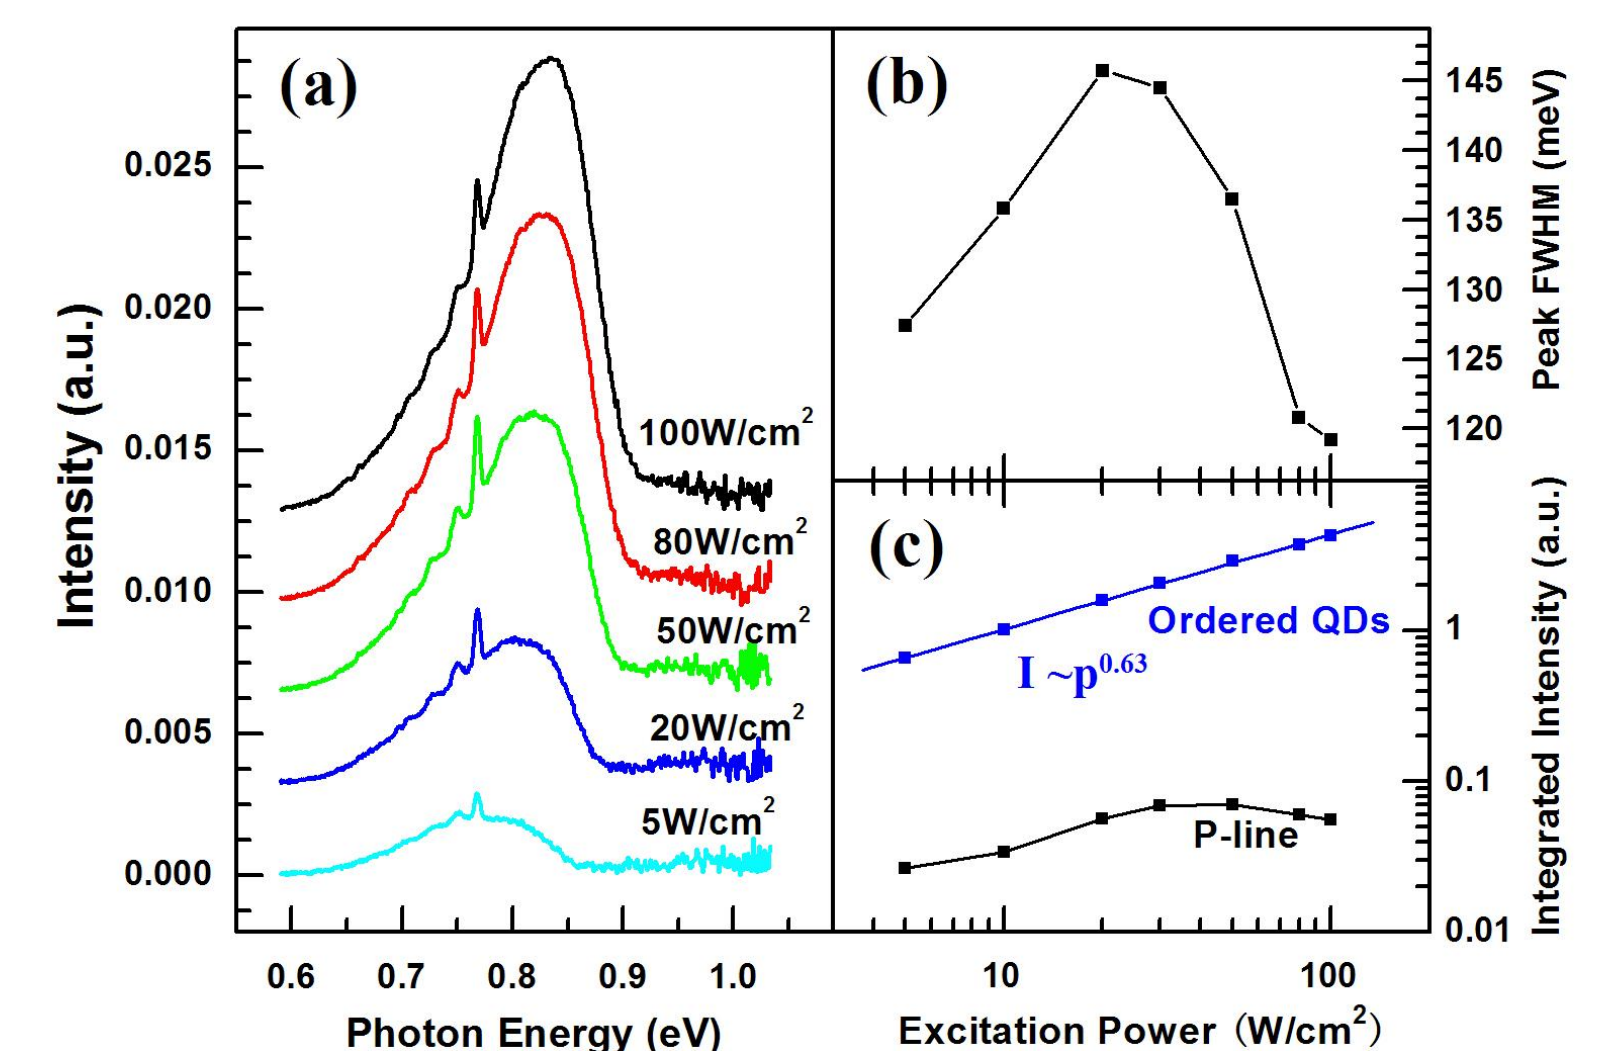 (a)
0.025
0.020
0.015
0.010
0.005
0.000
Intensity (a.u.)
100W/cm²
80W/cm²
50W/cm²
20W/cm²
5W/cm²
0.6 0.7 0.8 0.9 1.0
Photon Energy (eV)
(b)
145
140
135
130
125
120
Peak FWHM (meV)
(c)
Ordered QDs
I ~p^0.63
P-line
1
0.1
0.01
Integrated Intensity (a.u.)
10 100
Excitation Power (W/cm²)